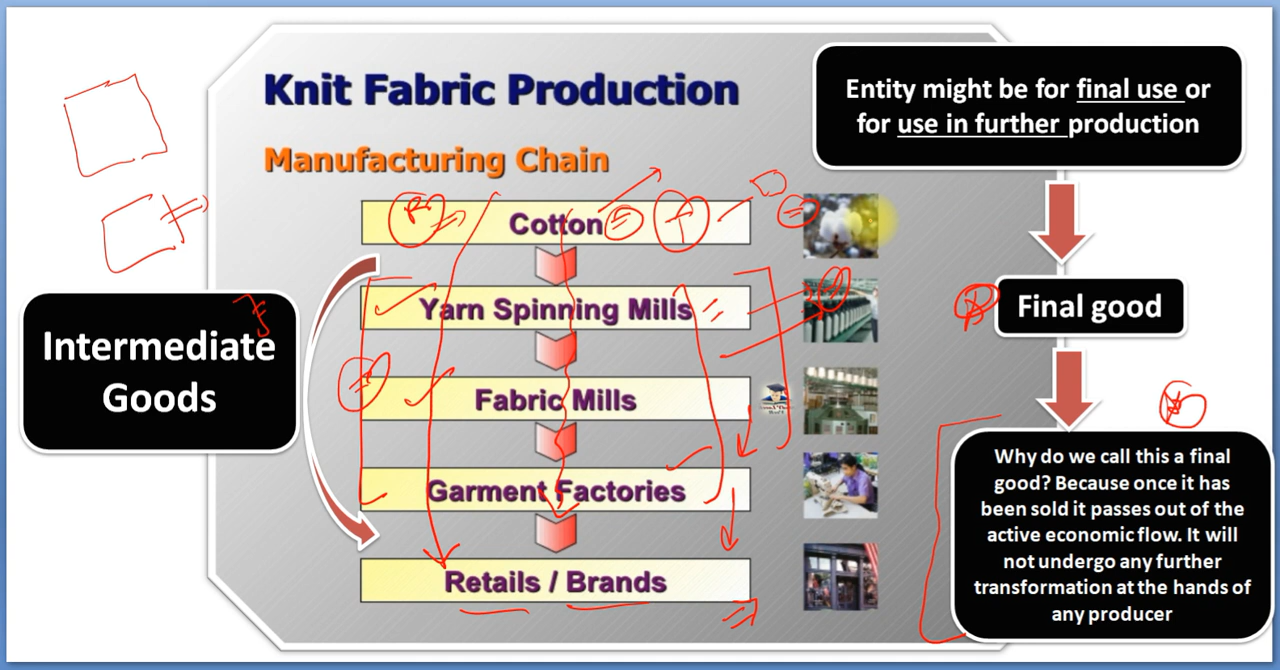 Knit Fabric Production
Manufacturing Chain
Cotton
Yarn Spinning Mills
Fabric Mills
Garment Factories
Retails / Brands
Intermediate
Goods
Entity might be for final use or
for use in further production
Final good
Why do we call this a final
good? Because once it has
been sold it passes out of the
active economic flow. It will
not undergo any further
transformation at the hands of
any producer